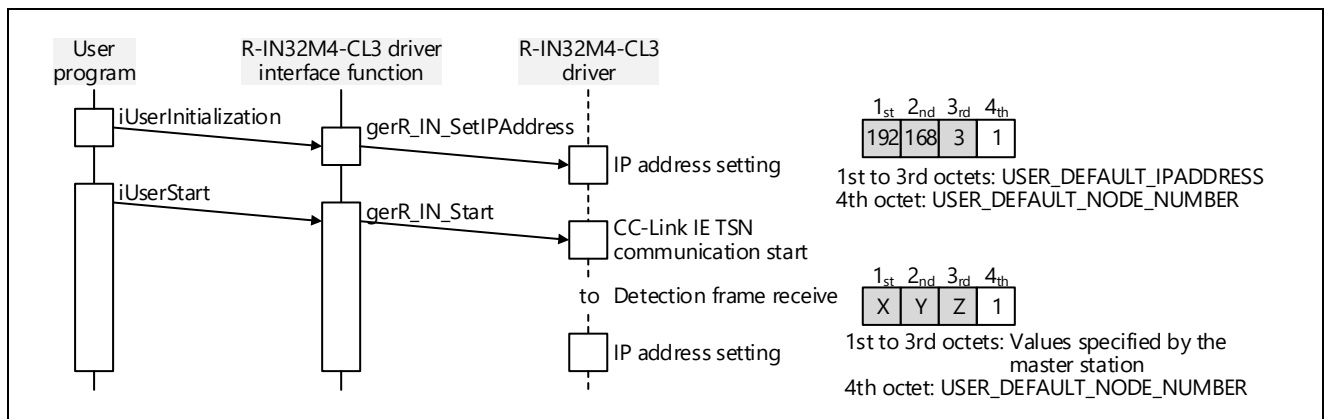 User
program
R-IN32M4-CL3 driver
interface function
R-IN32M4-CL3
driver
iUserInitialization
gerR_IN_SetIPAddress
IP address setting
1st 2nd 3rd 4th
192 168 3 1
1st to 3rd octets: USER_DEFAULT_IPADDRESS
4th octet: USER_DEFAULT_NODE_NUMBER
iUserStart
gerR_IN_Start
CC-Link IE TSN
communication start
to Detection frame receive
1st 2nd 3rd 4th
X Y Z 1
IP address setting
1st to 3rd octets: Values specified by the
master station
4th octet: USER_DEFAULT_NODE_NUMBER